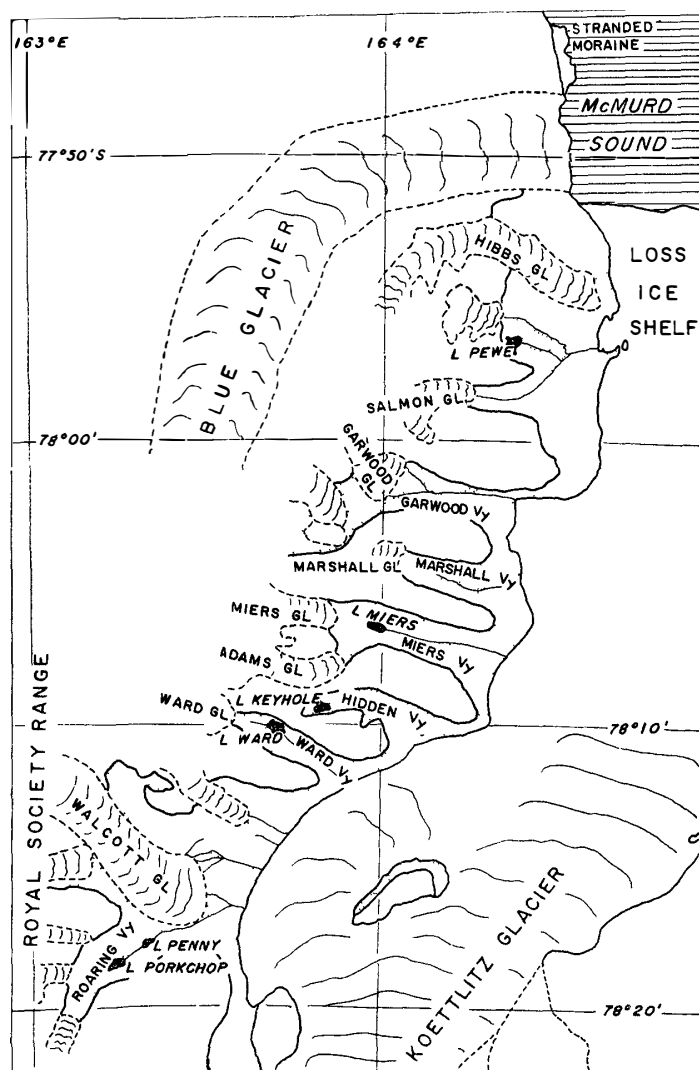 163°E
164°E
STRANDED
MORAINE
McMURD
SOUND
77°50'S
HIBBS GL
LOSS
ICE
SHELF
BLUE GLACIER
L PEWE
SALMON GL
78°00'
GARWOOD
GL
GARWOOD Vy
MARSHALL GL
MARSHALL Vy
MIERS GL
L MIERS
MIERS Vy
ADAMS GL
L KEYHOLE
L
HIDDEN Vy
WARD GL
L WARD
WARD Vy
78°10'
ROYAL SOCIETY RANGE
WALCOTT GL
KOETTLITZ GLACIER
ROARING Vy
L PENNY
L PORKCHOP
78°20'